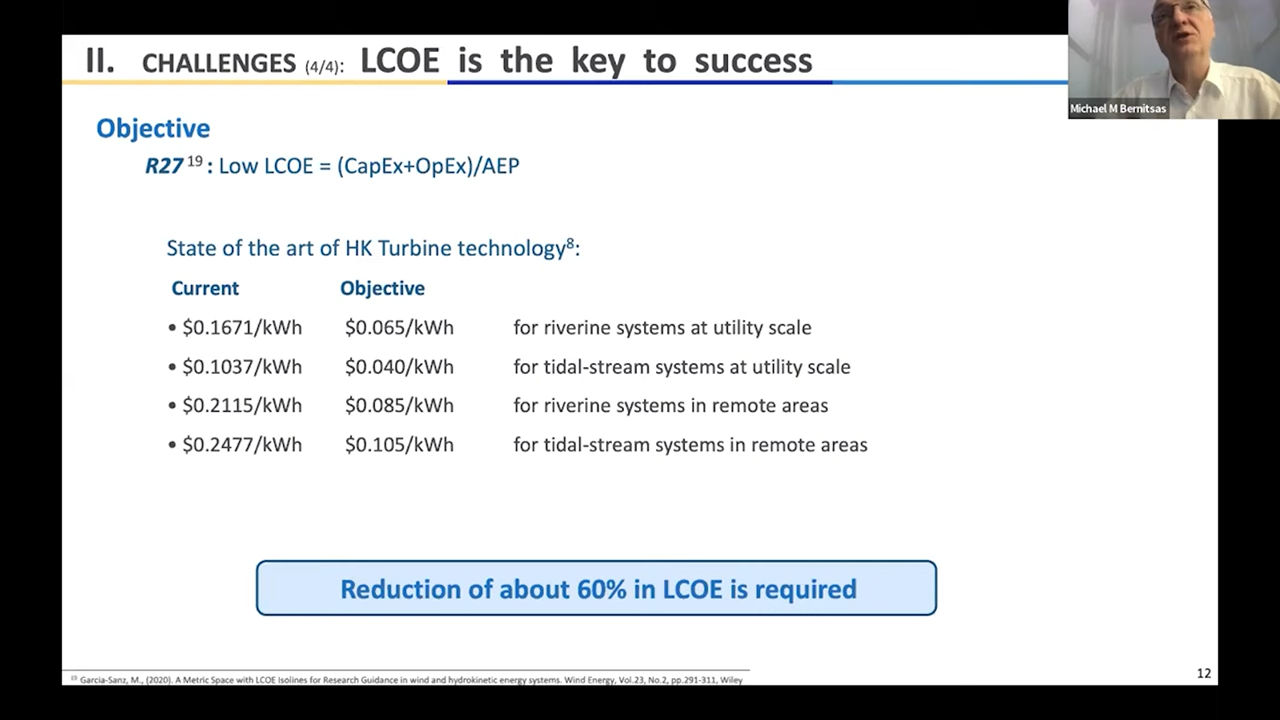 II. CHALLENGES (4/4): LCOE is the key to success
Michael M Bernitsas
Objective
R27 19 : Low LCOE = (CapEx+OpEx)/AEP
State of the art of HK Turbine technology8:
Current Objective
• $0.1671/kWh $0.065/kWh for riverine systems at utility scale
• $0.1037/kWh $0.040/kWh for tidal-stream systems at utility scale
• $0.2115/kWh $0.085/kWh for riverine systems in remote areas
• $0.2477/kWh $0.105/kWh for tidal-stream systems in remote areas
Reduction of about 60% in LCOE is required
19 Garcia-Sanz, M., (2020). A Metric Space with LCOE Isolines for Research Guidance in wind and hydrokinetic energy systems. Wind Energy, Vol.23, No.2, pp.291-311, Wiley
12